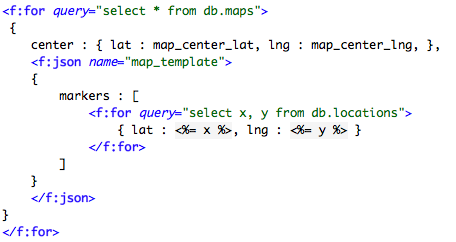 <f:for query="select * from db.maps">
{
center : { lat : map_center_lat, lng : map_center_lng, },
<f:json name="map_template">
{
markers : [
<f:for query="select x, y from db.locations">
{ lat : <%= x %>, lng : <%= y %> }
</f:for>
]
}
</f:json>
}
</f:for>